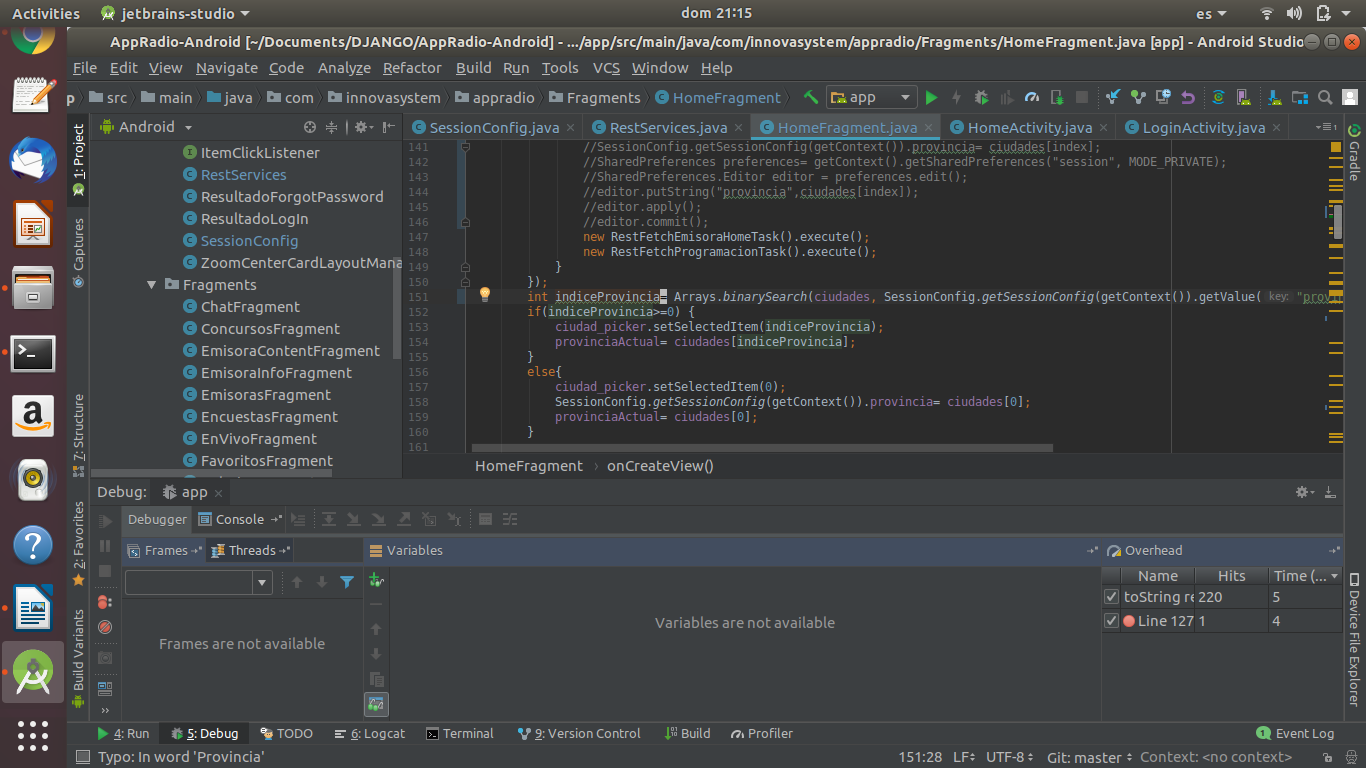 Activities jetbrains-studio dom 21:15 es
AppRadio-Android [~/Documents/DJANGO/AppRadio-Android] - .../app/src/main/java/com/innovasystem/appradio/Fragments/HomeFragment.java [app] - Android Studio
File Edit View Navigate Code Analyze Refactor Build Run Tools VCS Window Help
p src main java com innovasystem appradio Fragments HomeFragment app
Android
SessionConfig.java RestServices.java HomeFragment.java HomeActivity.java LoginActivity.java
1: Project
Captures
7: Structure
2: Favorites
Build Variants
ItemClickListener
RestServices
ResultadoForgotPassword
ResultadoLogIn
SessionConfig
ZoomCenterCardLayoutMana
Fragments
ChatFragment
ConcursosFragment
EmisoraContentFragment
EmisoraInfoFragment
EmisorasFragment
EncuestasFragment
EnVivoFragment
FavoritosFragment
141 //SessionConfig.getSessionConfig(getContext()).provincia= ciudades[index];
142 //SharedPreferences preferences= getContext().getSharedPreferences("session", MODE_PRIVATE);
143 //SharedPreferences.Editor editor = preferences.edit();
144 //editor.putString("provincia",ciudades[index]);
145 //editor.apply();
146 //editor.commit();
147 new RestFetchEmisoraHomeTask().execute();
148 new RestFetchProgramacionTask().execute();
149 }
150 });
151 int indiceProvincia= Arrays.binarySearch(ciudades, SessionConfig.getSessionConfig(getContext()).getValue( key: "provi
152 if(indiceProvincia>=0) {
153 ciudad_picker.setSelectedItem(indiceProvincia);
154 provinciaActual= ciudades[indiceProvincia];
155 }
156 else{
157 ciudad_picker.setSelectedItem(0);
158 SessionConfig.getSessionConfig(getContext()).provincia= ciudades[0];
159 provinciaActual= ciudades[0];
160 }
161
HomeFragment › onCreateView()
Gradle
Device File Explorer
Debug: app
Debugger Console
Frames Threads Variables Overhead
Name Hits Time (...
toString re 220 5
Line 127 1 4
Frames are not available
Variables are not available
4: Run 5: Debug TODO 6: Logcat Terminal 9: Version Control Build Profiler 1 Event Log
Typo: In word 'Provincia' 151:28 LF UTF-8 Git: master Context: <no context>